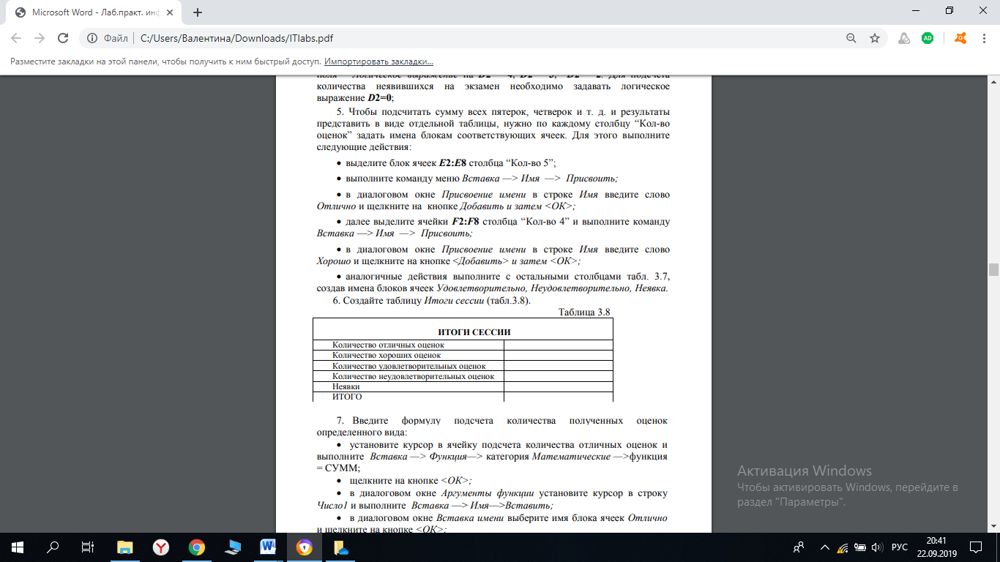 Microsoft Word - Лаб.практ. инф
Файл
C:/Users/Валентина/Downloads/ITlabs.pdf
AD
Разместите закладки на этой панели, чтобы получить к ним быстрый доступ. Импортировать закладки...
количества неявившихся на экзамен необходимо задавать логическое
выражение D2=0;
5. Чтобы подсчитать сумму всех пятерок, четверок и т. д. и результаты
представить в виде отдельной таблицы, нужно по каждому столбцу “Кол-во
оценок” задать имена блокам соответствующих ячеек. Для этого выполните
следующие действия:
• выделите блок ячеек E2:E8 столбца “Кол-во 5”;
• выполните команду меню Вставка —> Имя —> Присвоить;
• в диалоговом окне Присвоение имени в строке Имя введите слово
Отлично и щелкните на кнопке Добавить и затем <ОК>;
• далее выделите ячейки F2:F8 столбца “Кол-во 4” и выполните команду
Вставка —> Имя —> Присвоить;
• в диалоговом окне Присвоение имени в строке Имя введите слово
Хорошо и щелкните на кнопке <Добавить> и затем <ОК>;
• аналогичные действия выполните с остальными столбцами табл. 3.7,
создав имена блоков ячеек Удовлетворительно, Неудовлетворительно, Неявка.
6. Создайте таблицу Итоги сессии (табл.3.8).
Таблица 3.8
ИТОГИ СЕССИИ
Количество отличных оценок
Количество хороших оценок
Количество удовлетворительных оценок
Количество неудовлетворительных оценок
Неявки
ИТОГО
7. Введите формулу подсчета количества полученных оценок
определенного вида:
• установите курсор в ячейку подсчета количества отличных оценок и
выполните Вставка —> Функция—> категория Математические —>функция
= СУММ;
• щелкните на кнопке <ОК>;
• в диалоговом окне Аргументы функции установите курсор в строку
Число1 и выполните Вставка —> Имя—>Вставить;
• в диалоговом окне Вставка имени выберите имя блока ячеек Отлично
и щелкните на кнопке <ОК>;
Активация Windows
Чтобы активировать Windows, перейдите в
раздел "Параметры".
РУС
20:41
22.09.2019